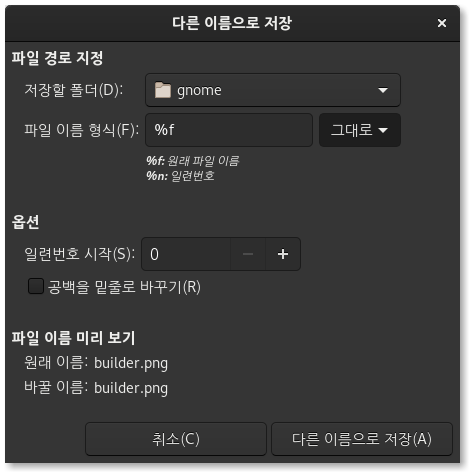 다른 이름으로 저장
파일 경로 지정
저장할 폴더(D): gnome
파일 이름 형식(F): %f 그대로
%f: 원래 파일 이름
%n: 일련번호
옵션
일련번호 시작(S): 0
공백을 밑줄로 바꾸기(R)
파일 이름 미리 보기
원래 이름: builder.png
바꿀 이름: builder.png
취소(C) 다른 이름으로 저장(A)